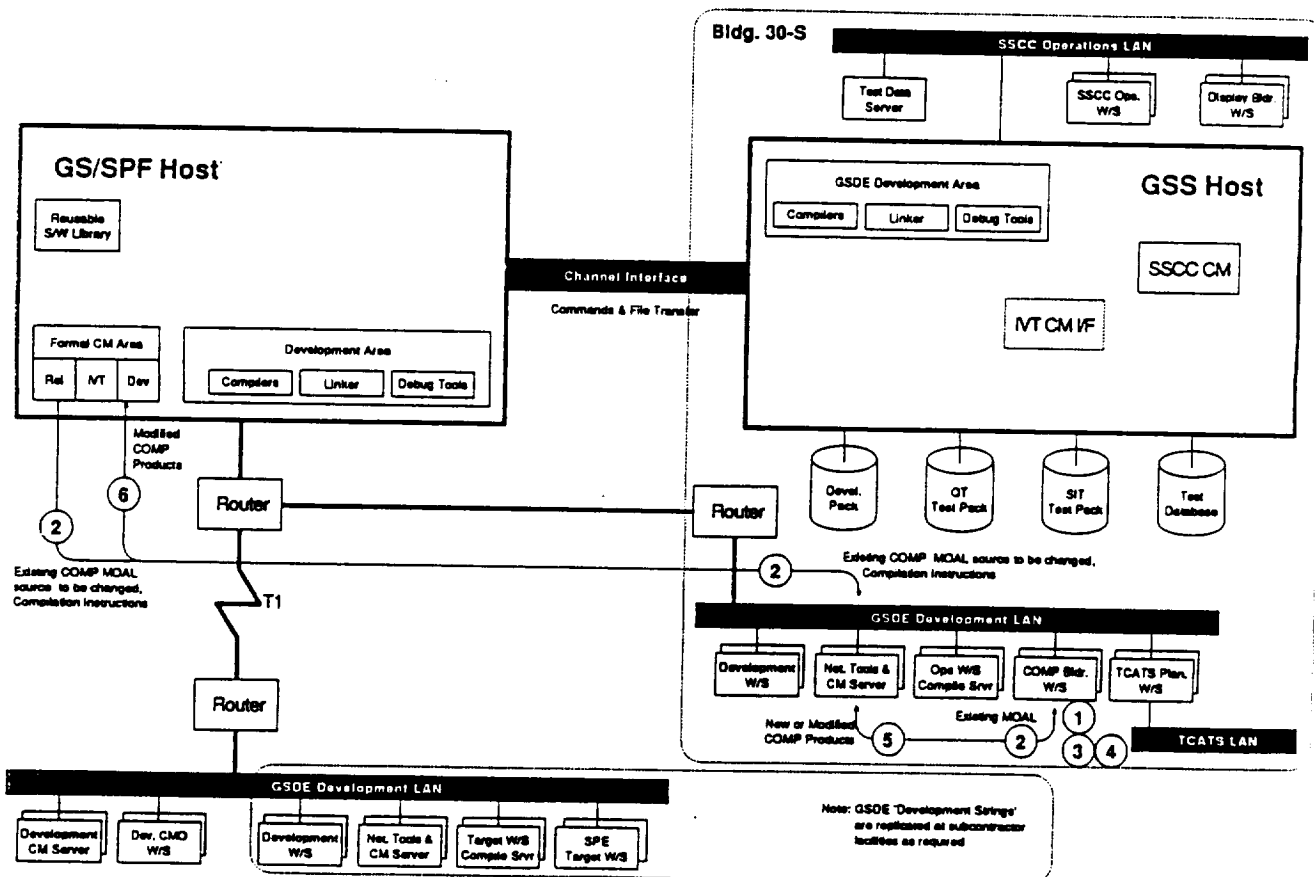 Bldg. 30-S
SSCC Operations LAN
Test Data
Server
SSCC Ops.
W/S
Display Bldr.
W/S
GS/SPF Host
Reusable
S/W Library
GSS Host
GSDE Development Area
Compilers
Linker
Debug Tools
SSCC CM
IVT CM I/F
Channel Interface
Commands & File Transfer
Formal CM Area
Rel
IVT
Dev
Development Area
Compilers
Linker
Debug Tools
Modified
COMP
Products
6
2
Router
Router
Devel.
Pack
QT
Test Pack
SIT
Test Pack
Test
Database
Existing COMP MOAL
source to be changed,
Compilation Instructions
T1
2
Existing COMP MOAL source to be changed,
Compilation Instructions
GSDE Development LAN
Development
W/S
Net. Tools &
CM Server
Ops W/S
Compile Srvr
COMP Bldr.
W/S
TCATS Plan.
W/S
Router
New or Modified
COMP Products
5
Existing MOAL
2
1
3
4
TCATS LAN
GSDE Development LAN
Development
CM Server
Dev. CMO
W/S
Development
W/S
Net. Tools &
CM Server
Target W/S
Compile Srvr
SPE
Target W/S
Note: GSDE "Development Strings"
are replicated at subcontractor
facilities as required